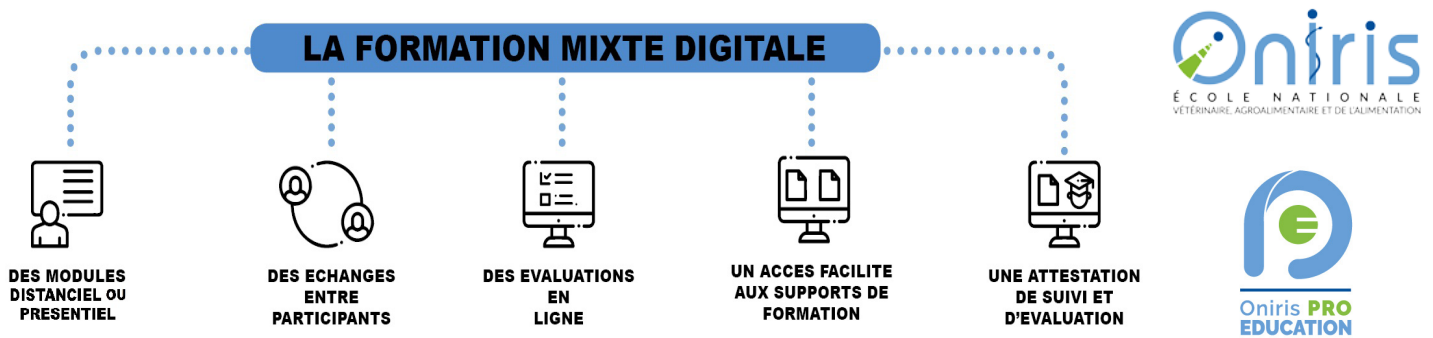 LA FORMATION MIXTE DIGITALE
Oniris
ÉCOLE NATIONALE
VÉTÉRINAIRE, AGROALIMENTAIRE ET DE L'ALIMENTATION
DES MODULES
DISTANCIEL OU
PRESENTIEL
DES ECHANGES
ENTRE
PARTICIPANTS
DES EVALUATIONS
EN
LIGNE
UN ACCES FACILITE
AUX SUPPORTS DE
FORMATION
UNE ATTESTATION
DE SUIVI ET
D'EVALUATION
Oniris PRO
EDUCATION